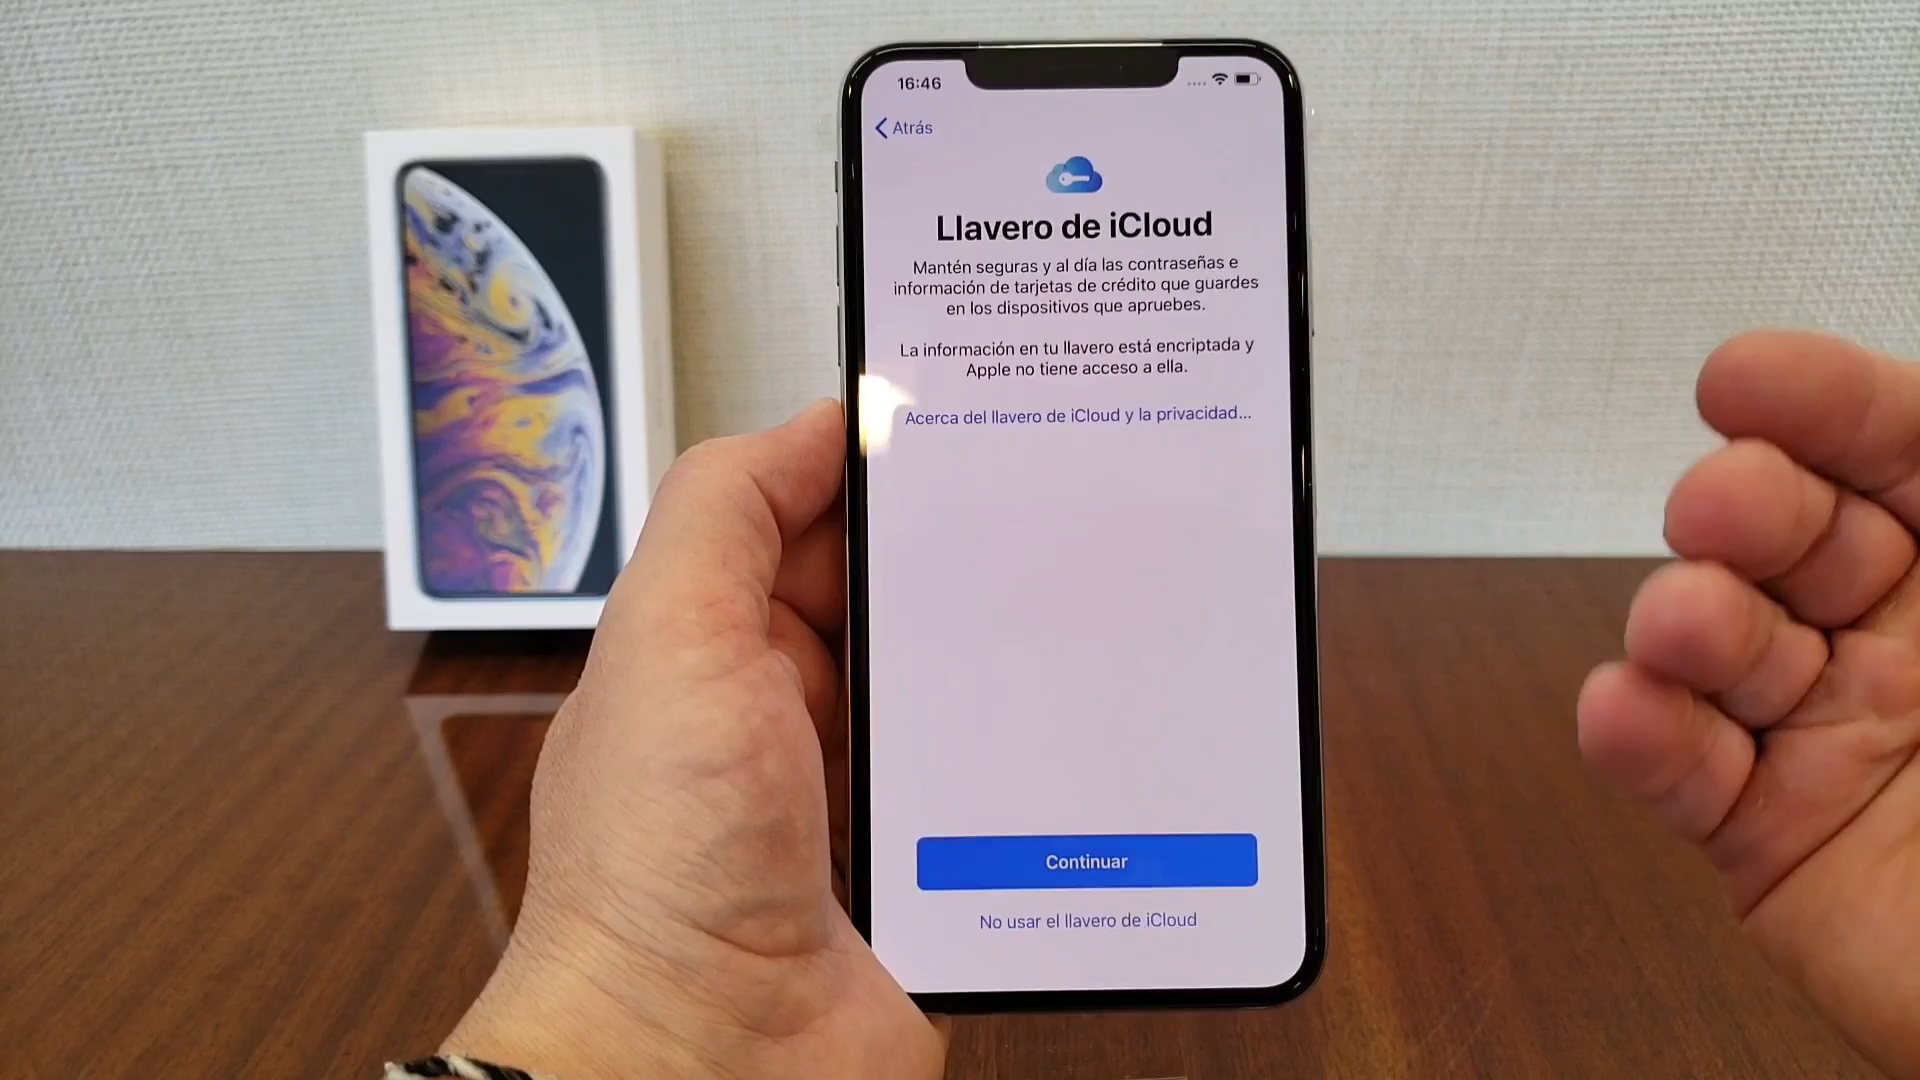 16:46
Atrás
Llavero de iCloud
Mantén seguras y al día las contraseñas e
información de tarjetas de crédito que guardes
en los dispositivos que apruebes.
La información en tu llavero está encriptada y
Apple no tiene acceso a ella.
Acerca del llavero de iCloud y la privacidad...
Continuar
No usar el llavero de iCloud